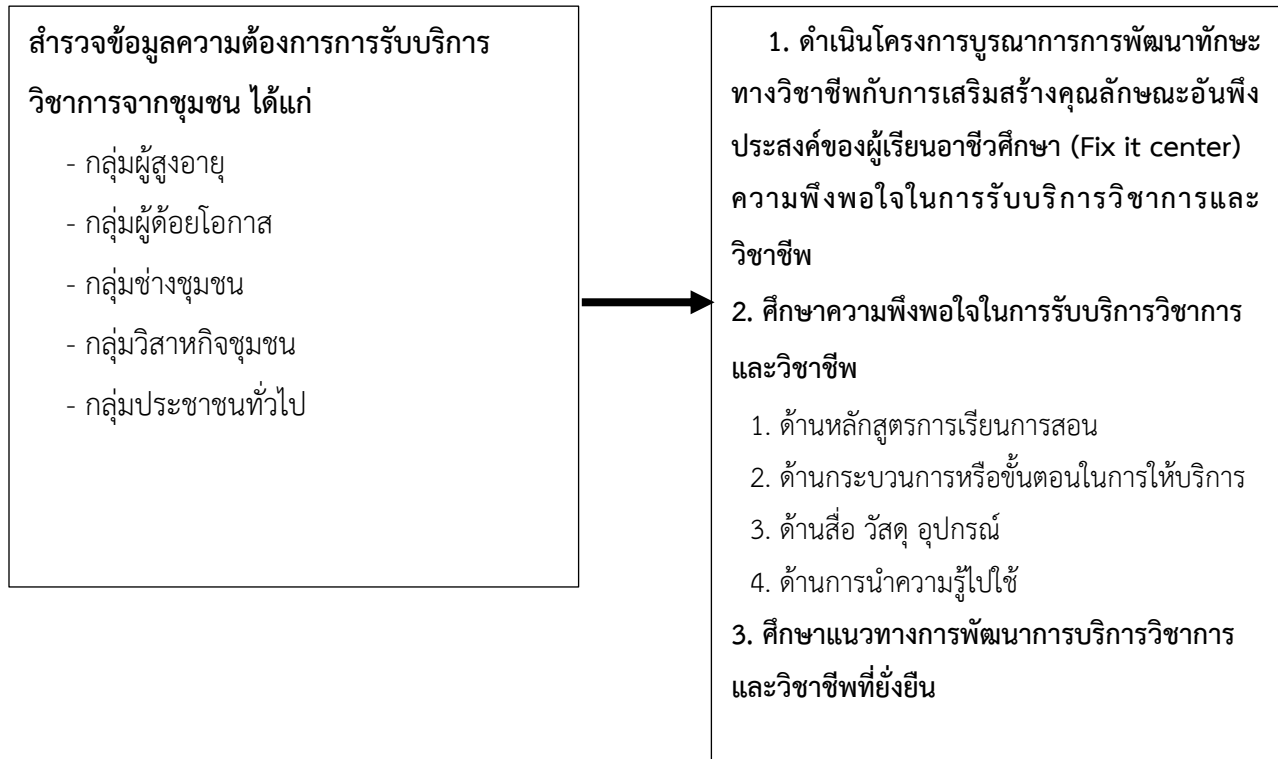 สำรวจข้อมูลความต้องการการรับบริการ
วิชาการจากชุมชน ได้แก่
- กลุ่มผู้สูงอายุ
- กลุ่มผู้ด้อยโอกาส
- กลุ่มช่างชุมชน
- กลุ่มวิสาหกิจชุมชน
- กลุ่มประชาชนทั่วไป
1. ดำเนินโครงการบูรณาการการพัฒนาทักษะ
ทางวิชาชีพกับการเสริมสร้างคุณลักษณะอันพึง
ประสงค์ของผู้เรียนอาชีวศึกษา (Fix it center)
ความพึงพอใจในการรับบริการวิชาการและ
วิชาชีพ
2. ศึกษาความพึงพอใจในการรับบริการวิชาการ
และวิชาชีพ
1. ด้านหลักสูตรการเรียนการสอน
2. ด้านกระบวนการหรือขั้นตอนในการให้บริการ
3. ด้านสื่อ วัสดุ อุปกรณ์
4. ด้านการนำความรู้ไปใช้
3. ศึกษาแนวทางการพัฒนาการบริการวิชาการ
และวิชาชีพที่ยั่งยืน